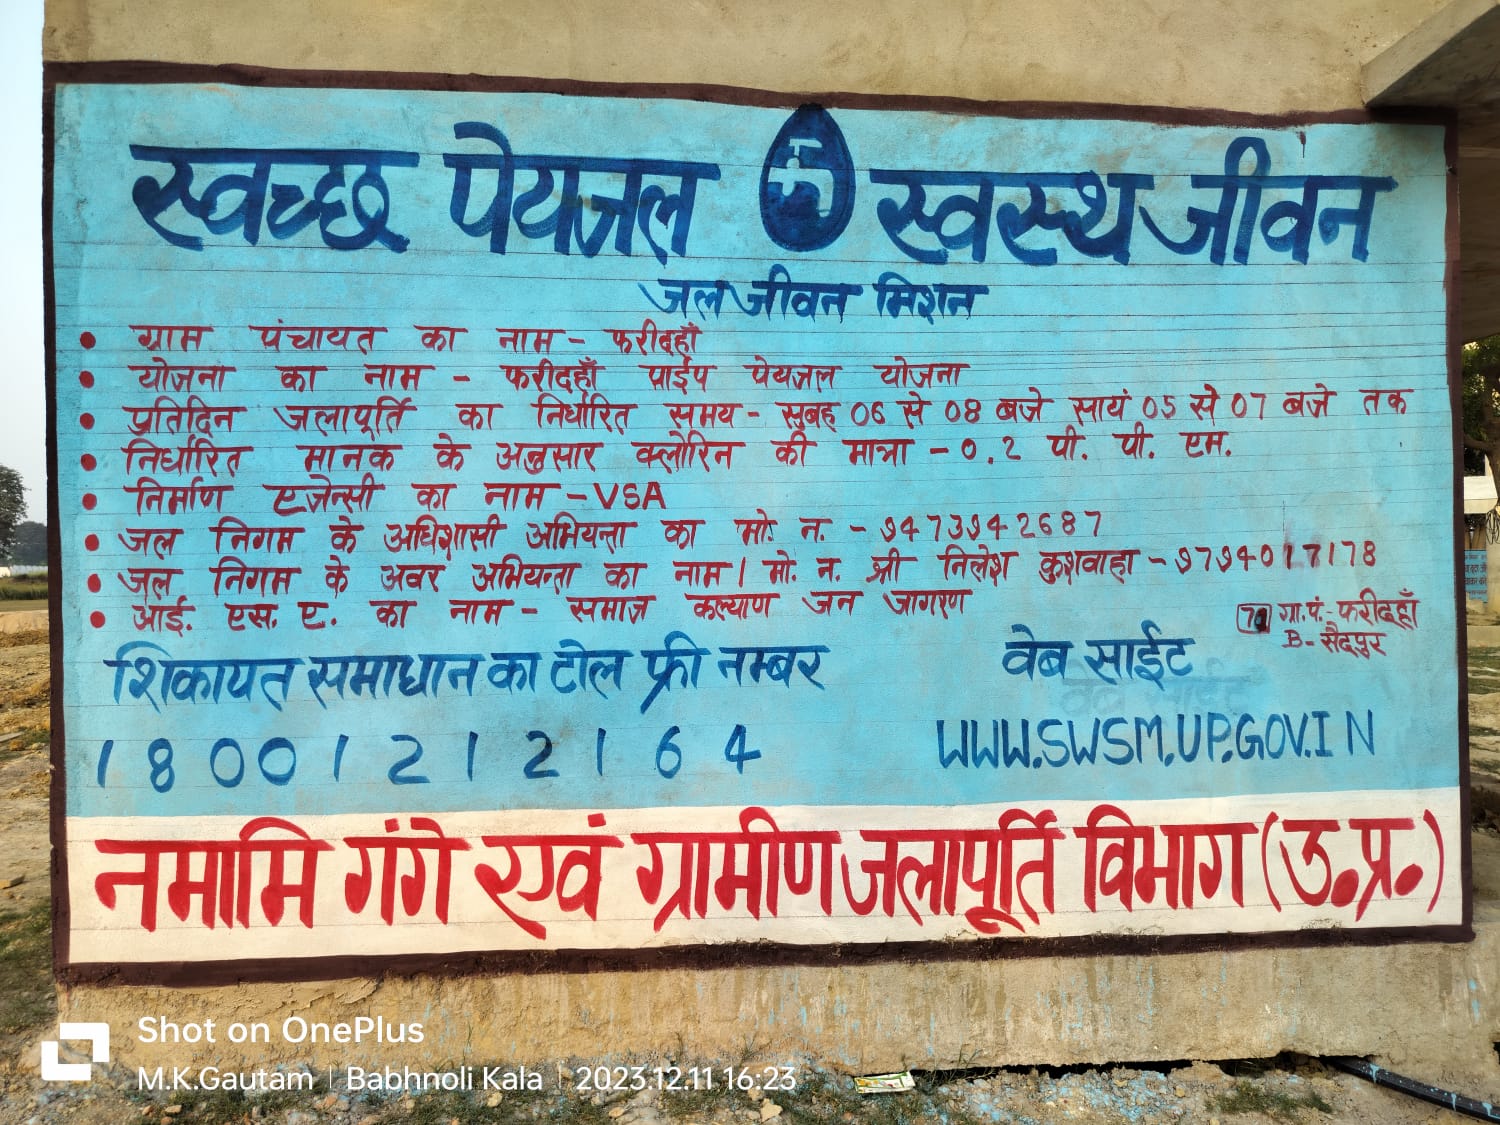 स्वच्छ पेयजल स्वस्थ जीवन
जल जीवन मिशन
• ग्राम पंचायत का नाम - फरीदहाँ
• योजना का नाम - फरीदहाँ पाईप पेयजल योजना
• प्रतिदिन जलापूर्ति का निर्धारित समय - सुबह 06 से 08 बजे सायं 05 से 07 बजे तक
• निर्धारित मानक के अनुसार क्लोरिन की मात्रा - 0.2 पी. पी. एम.
• निर्माण एजेन्सी का नाम - VSA
• जल निगम के अधिशासी अभियन्ता का मो. न. - 9473942687
• जल निगम के अवर अभियन्ता का नाम / मो. न. श्री निलेश कुशवाहा - 9794017178
• आई. एस. ए. का नाम - समाज कल्याण जन जागरण
ग्रा.पं.- फरीदहाँ
B- सैदपुर
शिकायत समाधान का टोल फ्री नम्बर
वेब साईट
18001212164
WWW.SWSM.UP.GOV.IN
नमामि गंगे एवं ग्रामीण जलापूर्ति विभाग (उ.प्र.)
Shot on OnePlus
M.K.Gautam | Babhnoli Kala | 2023.12.11 16:23